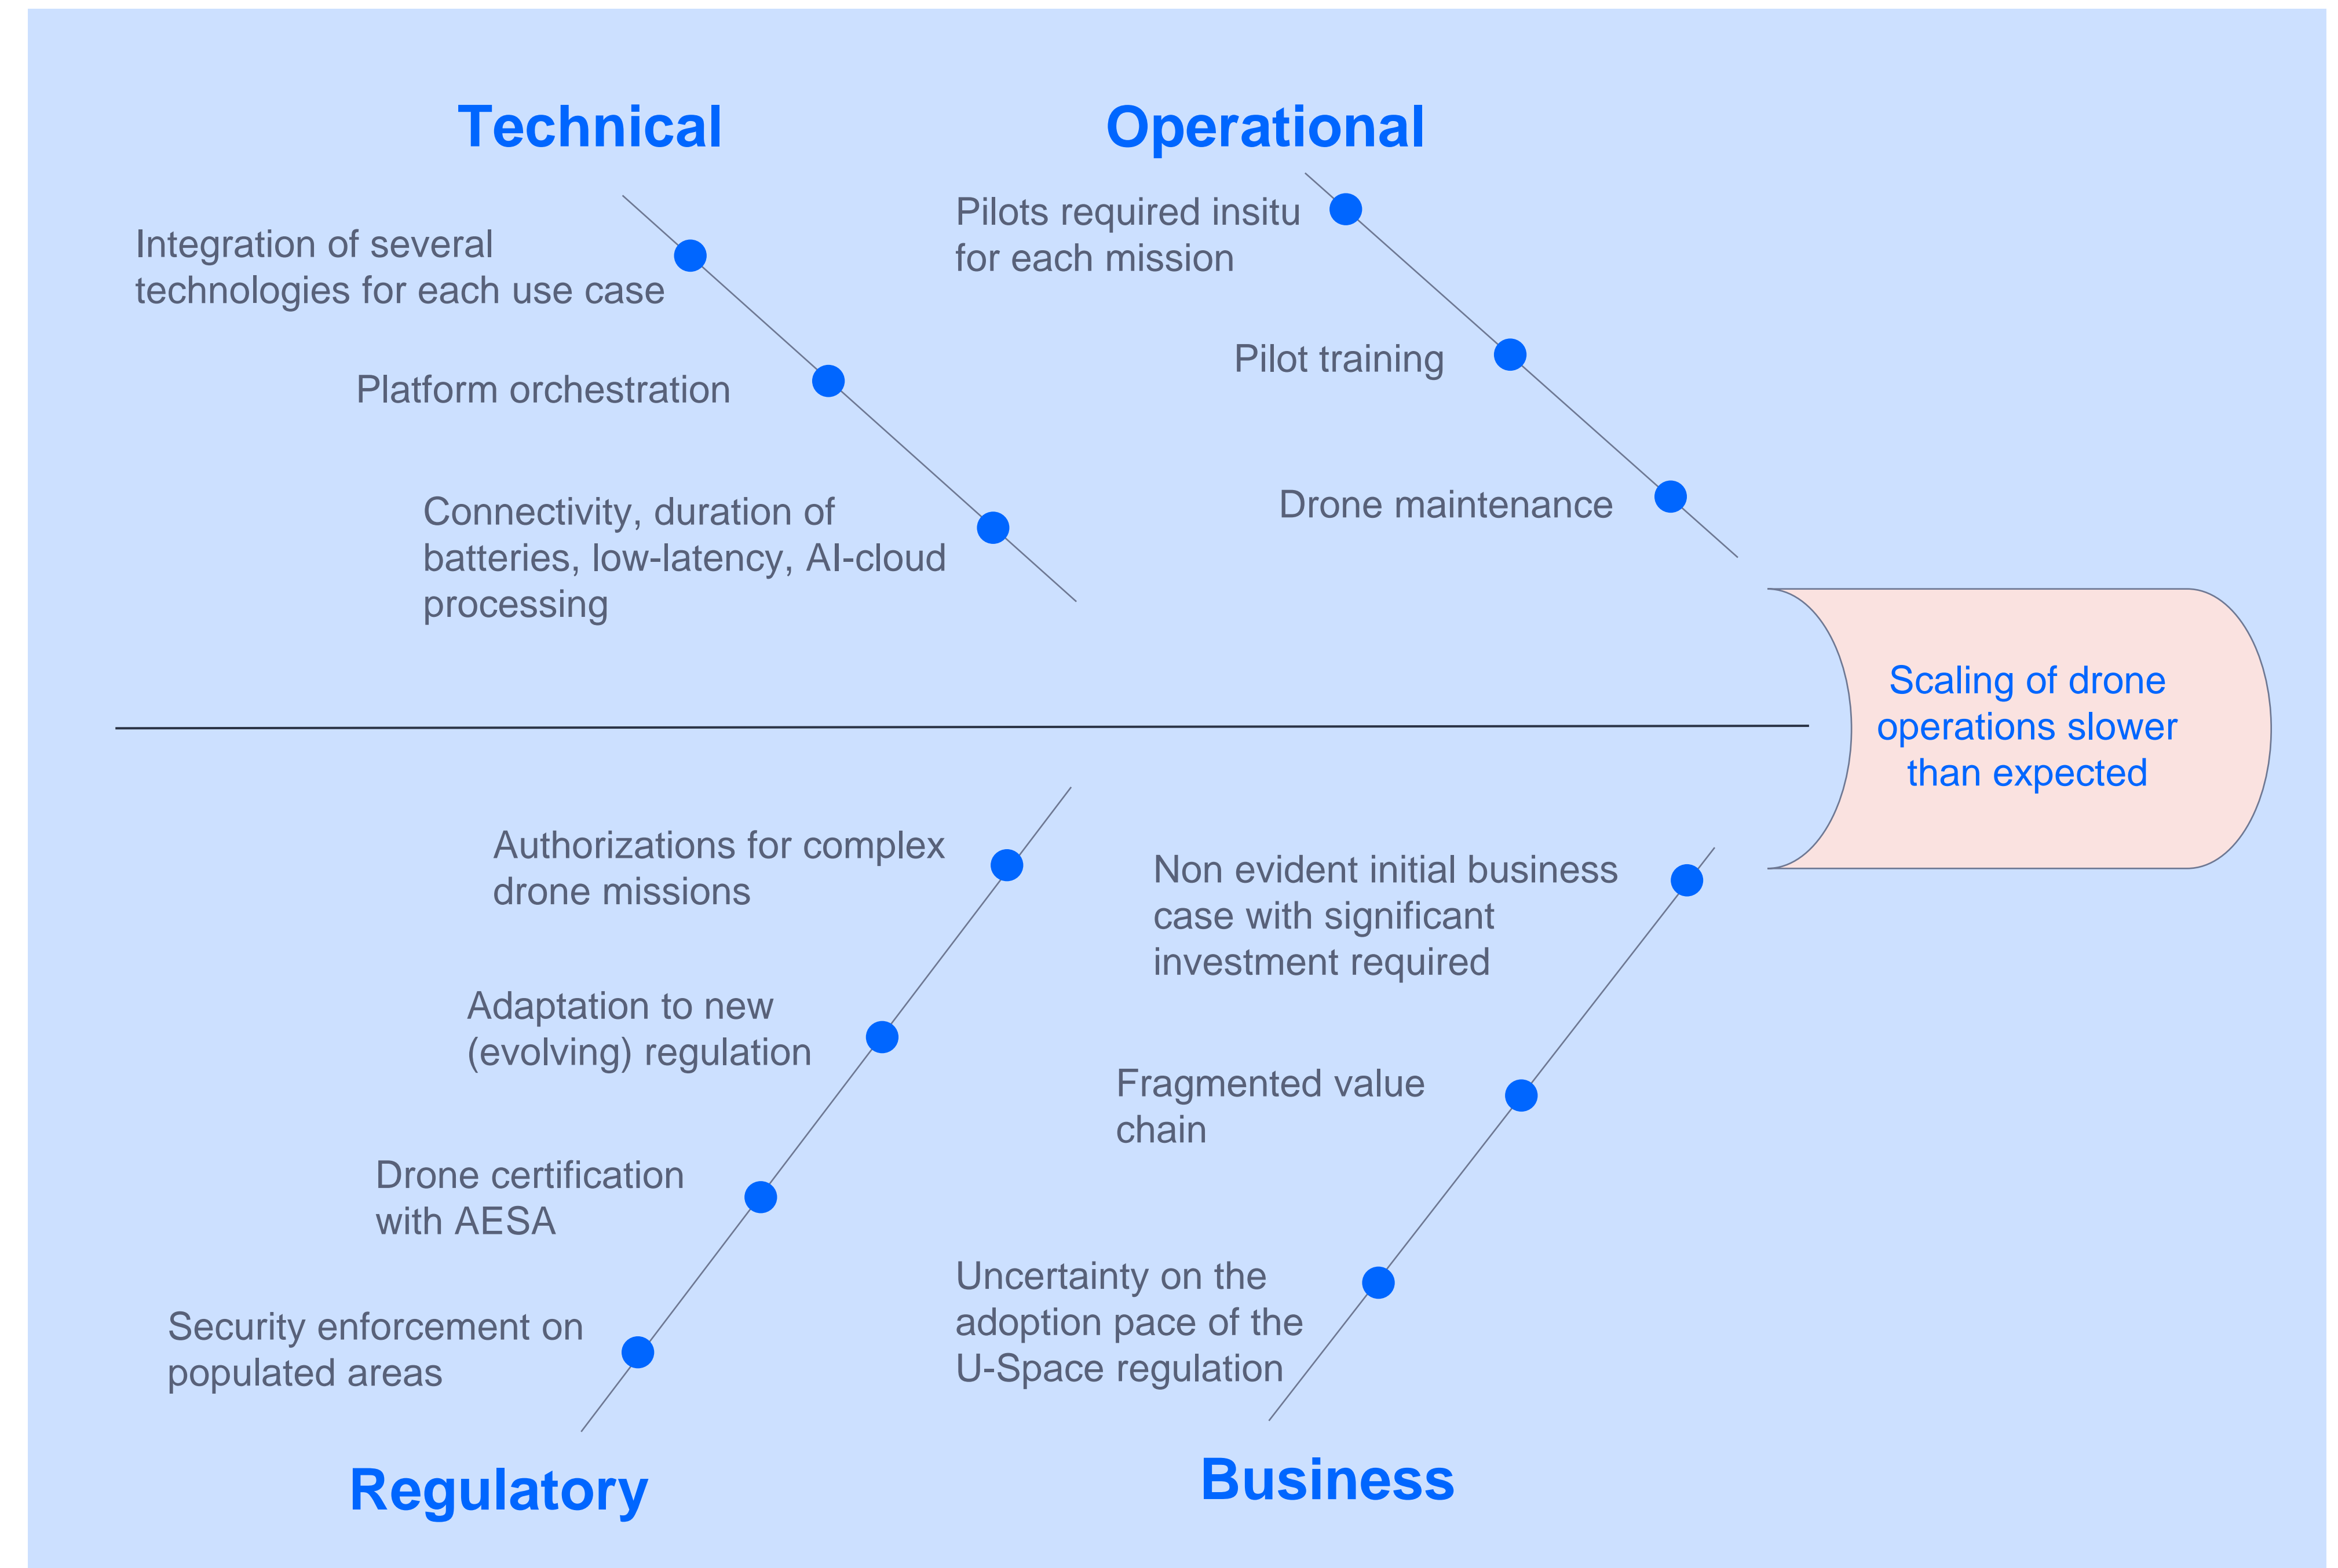 Technical
Integration of several
technologies for each use case
Platform orchestration
Connectivity, duration of
batteries, low-latency, AI-cloud
processing
Operational
Pilots required insitu
for each mission
Pilot training
Drone maintenance
Scaling of drone
operations slower
than expected
Authorizations for complex
drone missions
Adaptation to new
(evolving) regulation
Drone certification
with AESA
Security enforcement on
populated areas
Regulatory
Non evident initial business
case with significant
investment required
Fragmented value
chain
Uncertainty on the
adoption pace of the
U-Space regulation
Business